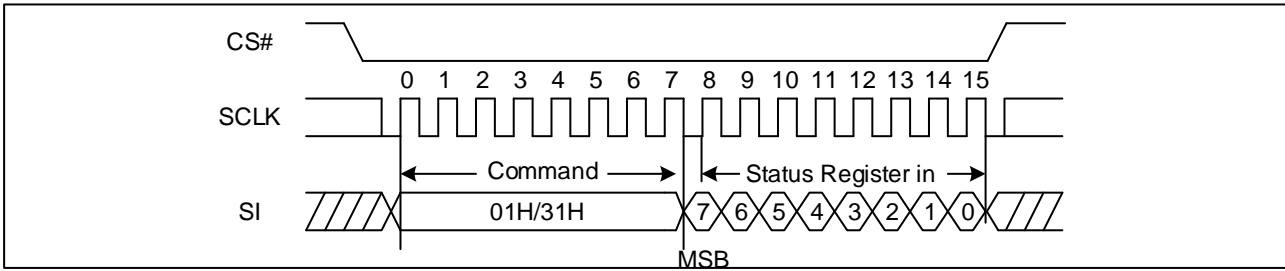 CS#
0 1 2 3 4 5 6 7 8 9 10 11 12 13 14 15
SCLK
Command Status Register in
SI 01H/31H 7 6 5 4 3 2 1 0
MSB